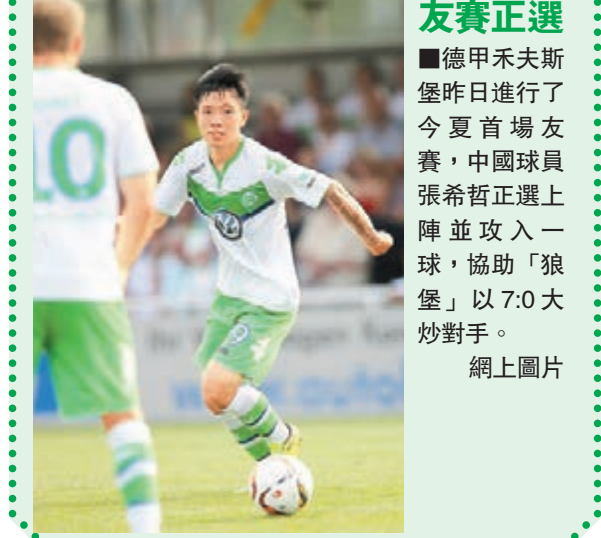 友賽正選
■德甲禾夫斯
堡昨日進行了
今夏首場友
賽，中國球員
張希哲正選上
陣並攻入一
球，協助「狼
堡」以7:0大
炒對手。
網上圖片
10